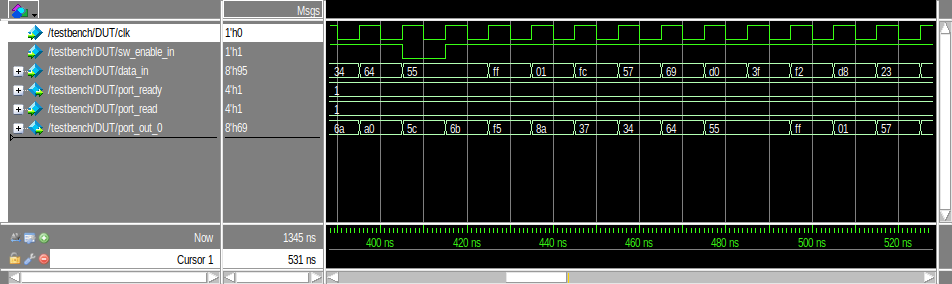 Msgs
/testbench/DUT/clk 1'h0
/testbench/DUT/sw_enable_in 1'h1
/testbench/DUT/data_in 8'h95 34 64 55 ff 01 fc 57 69 d0 3f f2 d8 23
/testbench/DUT/port_ready 4'h1 1
/testbench/DUT/port_read 4'h1 1
/testbench/DUT/port_out_0 8'h69 6a a0 5c 6b f5 8a 37 34 64 55 ff 01 57
Now 1345 ns 400 ns 420 ns 440 ns 460 ns 480 ns 500 ns 520 ns
Cursor 1 531 ns